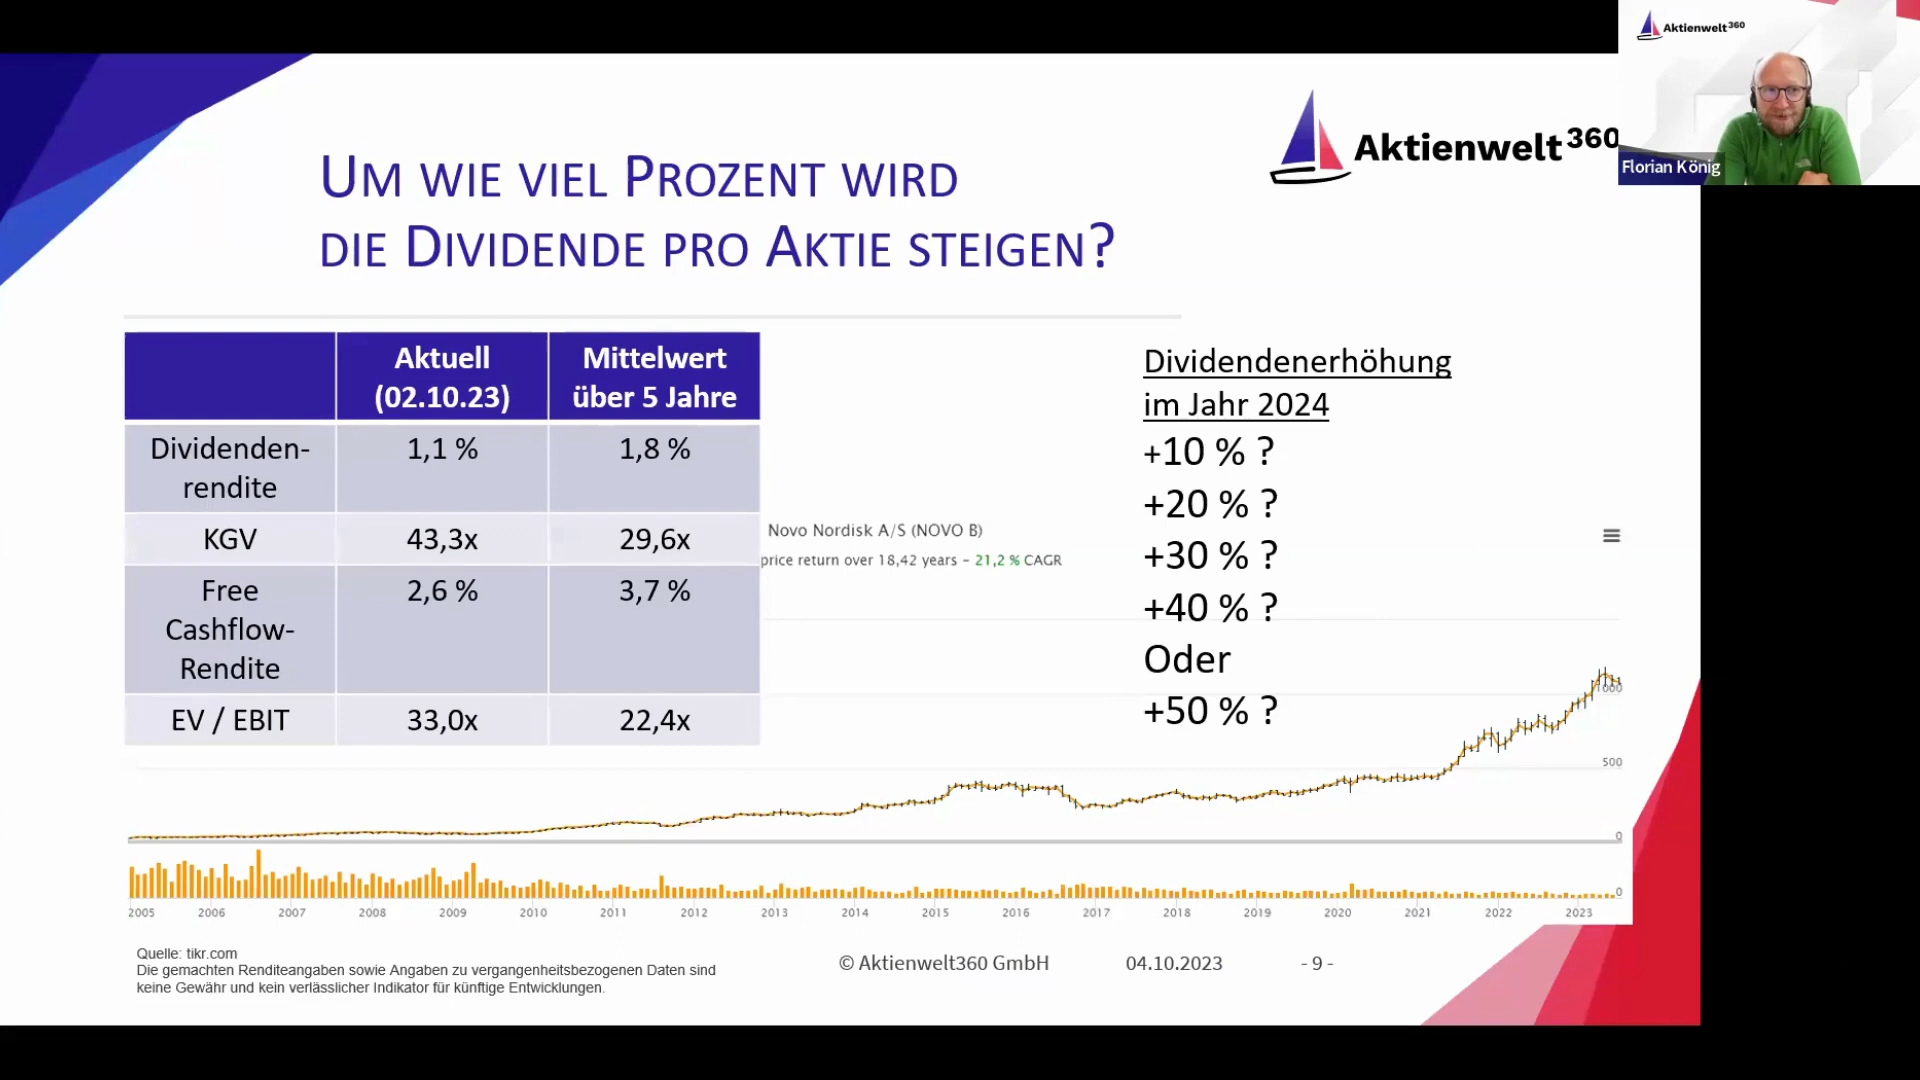 Aktienwelt360
Florian König
Aktienwelt360
UM WIE VIEL PROZENT WIRD
DIE DIVIDENDE PRO AKTIE STEIGEN?
Aktuell
(02.10.23)
Mittelwert
über 5 Jahre
Dividenden-
rendite
1,1 %
1,8 %
KGV
43,3x
29,6x
Free
Cashflow-
Rendite
2,6 %
3,7 %
EV / EBIT
33,0x
22,4x
Dividendenerhöhung
im Jahr 2024
+10 % ?
+20 % ?
+30 % ?
+40 % ?
Oder
+50 % ?
Novo Nordisk A/S (NOVO B)
price return over 18,42 years – 21,2 % CAGR
1000
500
0
0
2005 2006 2007 2008 2009 2010 2011 2012 2013 2014 2015 2016 2017 2018 2019 2020 2021 2022 2023
Quelle: tikr.com
Die gemachten Renditeangaben sowie Angaben zu vergangenheitsbezogenen Daten sind
keine Gewähr und kein verlässlicher Indikator für künftige Entwicklungen.
© Aktienwelt360 GmbH 04.10.2023 - 9 -